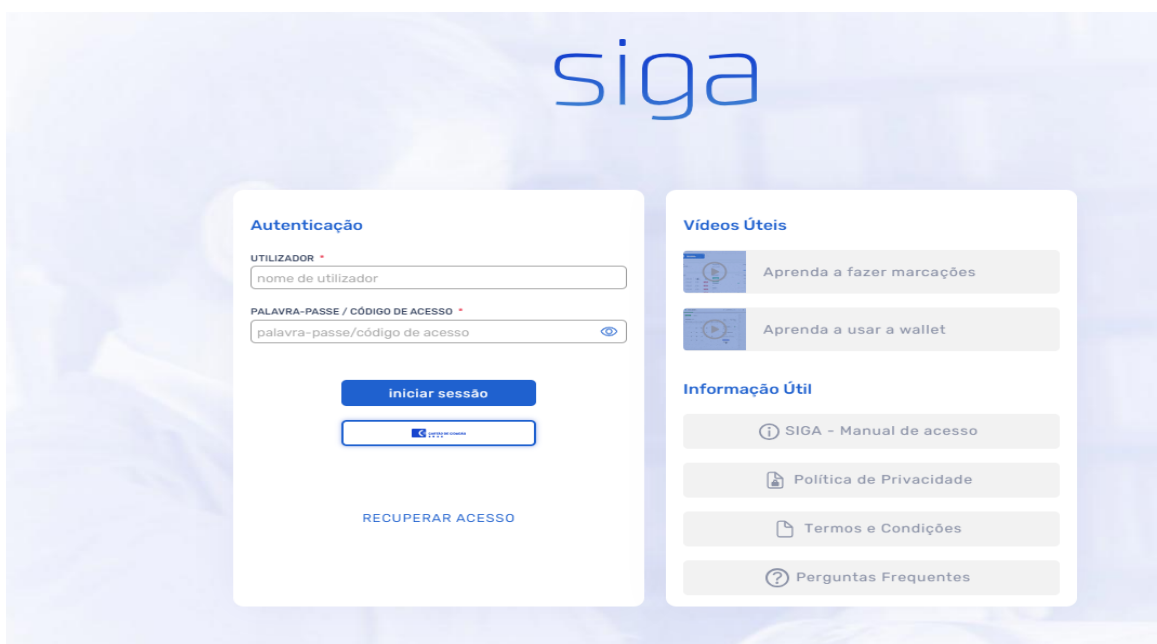 siga
Autenticação
UTILIZADOR *
nome de utilizador
PALAVRA-PASSE / CÓDIGO DE ACESSO *
palavra-passe/código de acesso
iniciar sessão
RECUPERAR ACESSO
Vídeos Úteis
Aprenda a fazer marcações
Aprenda a usar a wallet
Informação Útil
SIGA - Manual de acesso
Política de Privacidade
Termos e Condições
Perguntas Frequentes